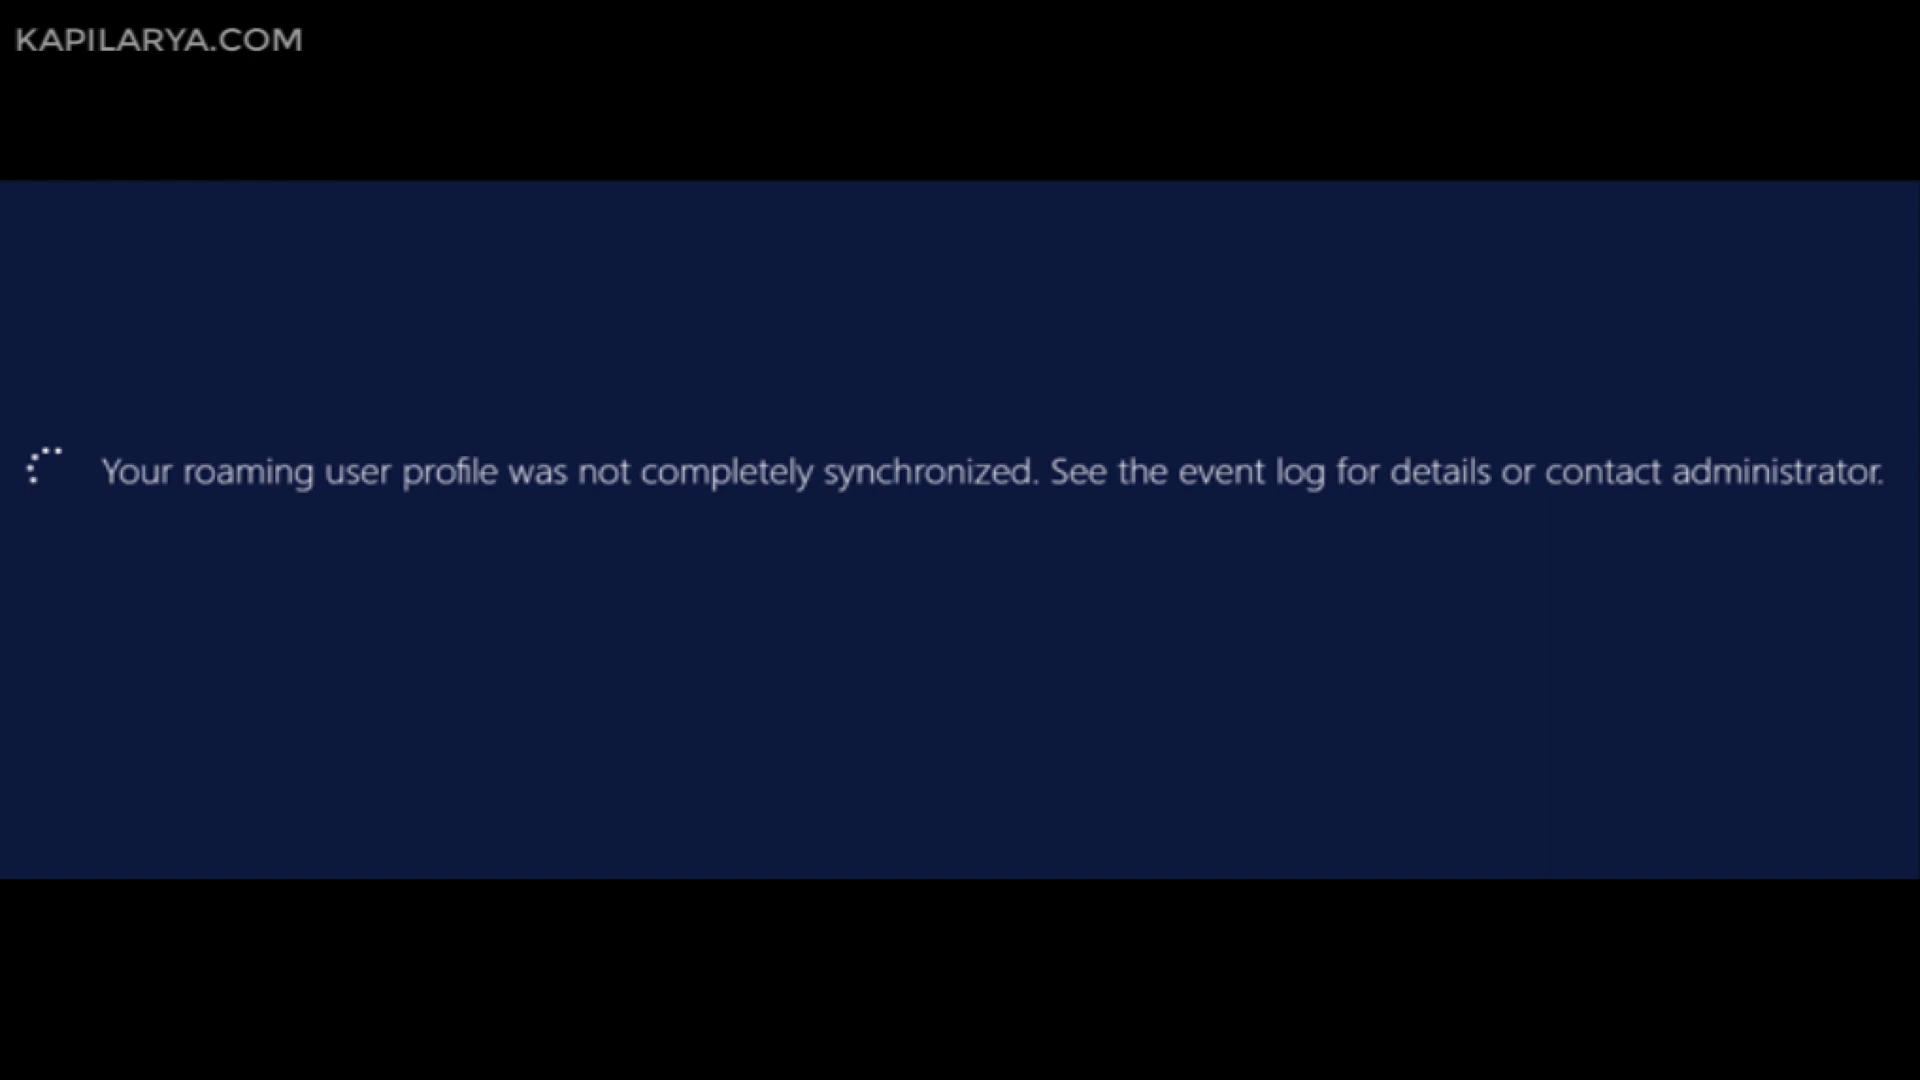 KAPILARYA.COM
Your roaming user profile was not completely synchronized. See the event log for details or contact administrator.